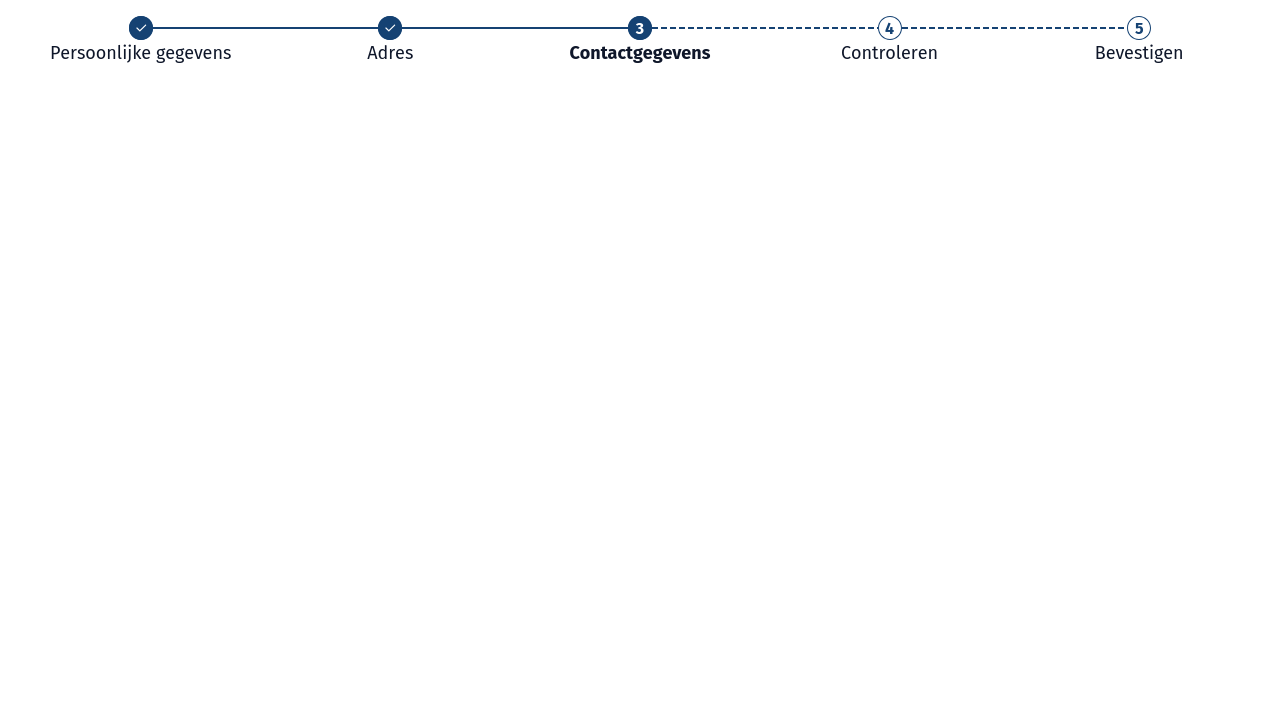 3
4
5
Persoonlijke gegevens
Adres
Contactgegevens
Controleren
Bevestigen